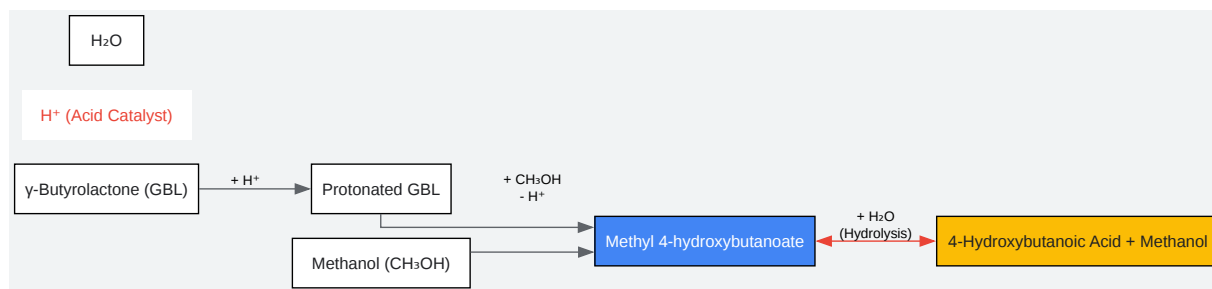 H₂O
H⁺ (Acid Catalyst)
γ-Butyrolactone (GBL)
+ H⁺
Protonated GBL
+ CH₃OH
- H⁺
Methanol (CH₃OH)
Methyl 4-hydroxybutanoate
+ H₂O
(Hydrolysis)
4-Hydroxybutanoic Acid + Methanol